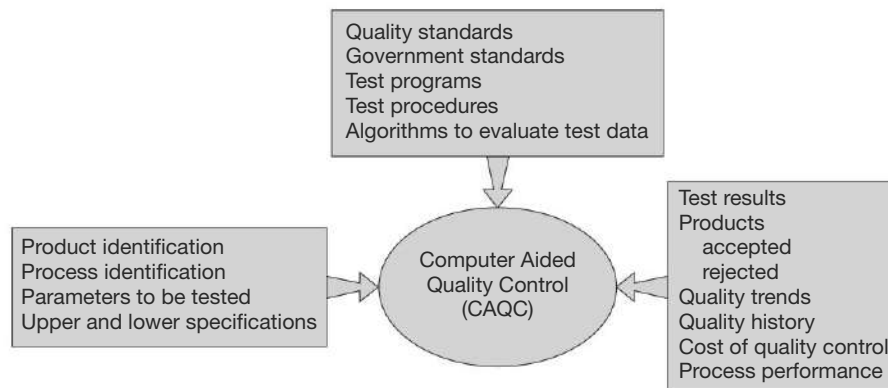 Quality standards
Government standards
Test programs
Test procedures
Algorithms to evaluate test data
Product identification
Process identification
Parameters to be tested
Upper and lower specifications
Computer Aided
Quality Control
(CAQC)
Test results
Products
accepted
rejected
Quality trends
Quality history
Cost of quality control
Process performance